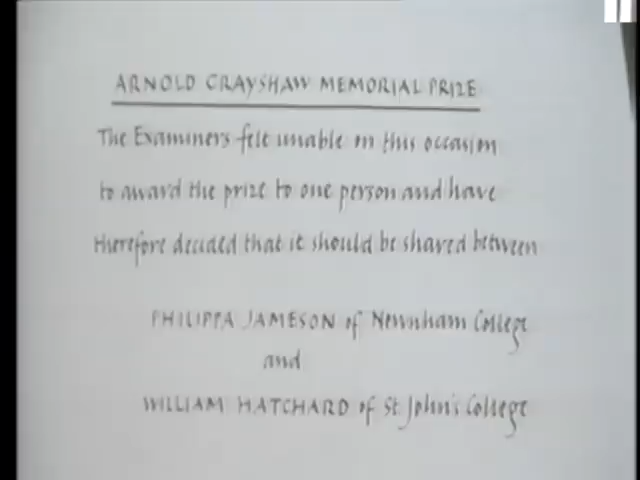 ARNOLD CRAYSHAW MEMORIAL PRIZE
The Examiners felt unable on this occasion
to award the prize to one person and have
therefore decided that it should be shared between
PHILIPPA JAMESON of Newnham College
and
WILLIAM HATCHARD of St John's College